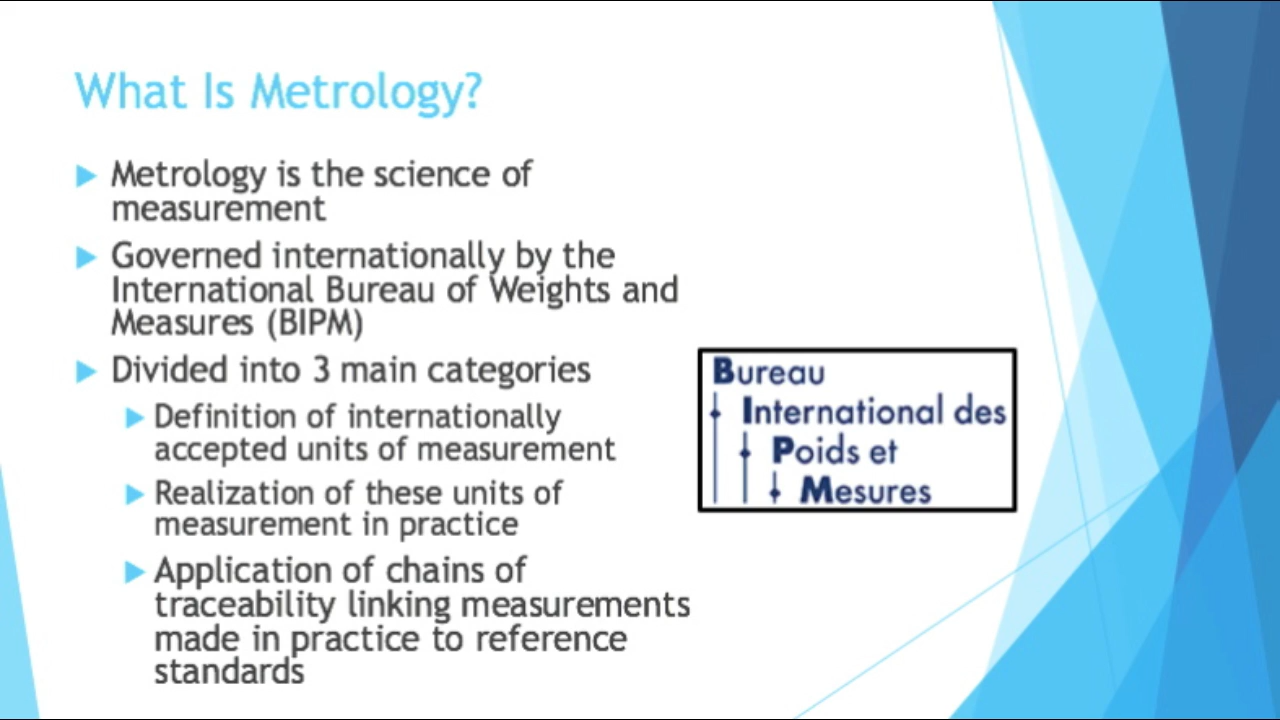 What Is Metrology?
Metrology is the science of
measurement
Governed internationally by the
International Bureau of Weights and
Measures (BIPM)
Divided into 3 main categories
Definition of internationally
accepted units of measurement
Realization of these units of
measurement in practice
Application of chains of
traceability linking measurements
made in practice to reference
standards
Bureau
International des
Poids et
Mesures